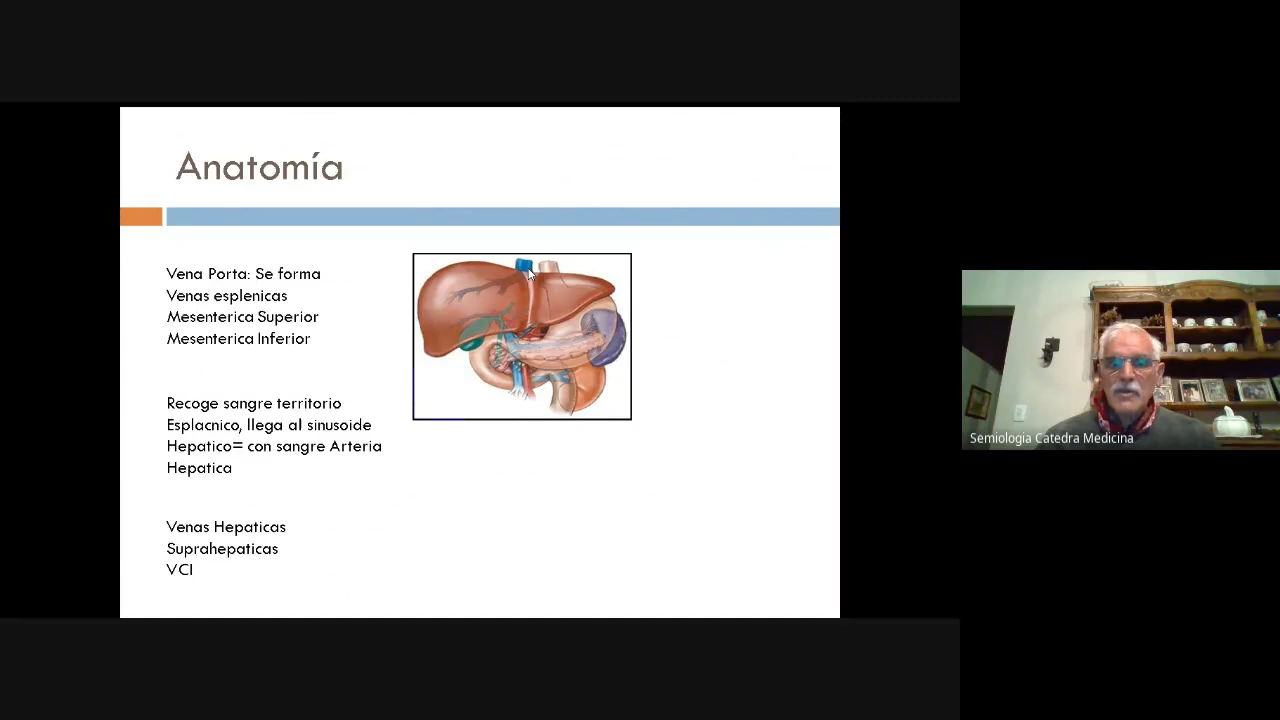 Anatomía
Vena Porta: Se forma
Venas esplenicas
Mesenterica Superior
Mesenterica Inferior
Recoge sangre territorio
Esplacnico, llega al sinusoide
Hepatico= con sangre Arteria
Hepatica
Venas Hepaticas
Suprahepaticas
VCI
Semiologia Catedra Medicina